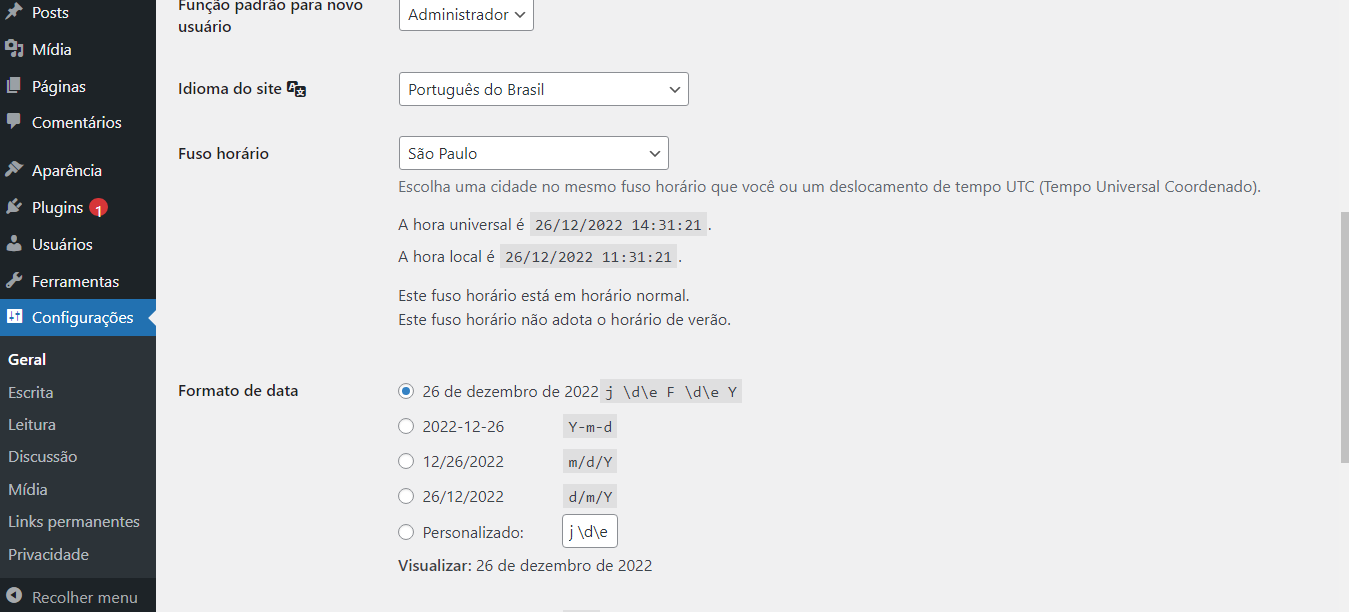 Posts
Mídia
Páginas
Comentários
Aparência
Plugins 1
Usuários
Ferramentas
Configurações
Geral
Escrita
Leitura
Discussão
Mídia
Links permanentes
Privacidade
Recolher menu
Função padrão para novo
usuário
Administrador
Idioma do site
Português do Brasil
Fuso horário
São Paulo
Escolha uma cidade no mesmo fuso horário que você ou um deslocamento de tempo UTC (Tempo Universal Coordenado).
A hora universal é 26/12/2022 14:31:21 .
A hora local é 26/12/2022 11:31:21 .
Este fuso horário está em horário normal.
Este fuso horário não adota o horário de verão.
Formato de data
26 de dezembro de 2022 j \d\e F \d\e Y
2022-12-26 Y-m-d
12/26/2022 m/d/Y
26/12/2022 d/m/Y
Personalizado: j \d\e
Visualizar: 26 de dezembro de 2022